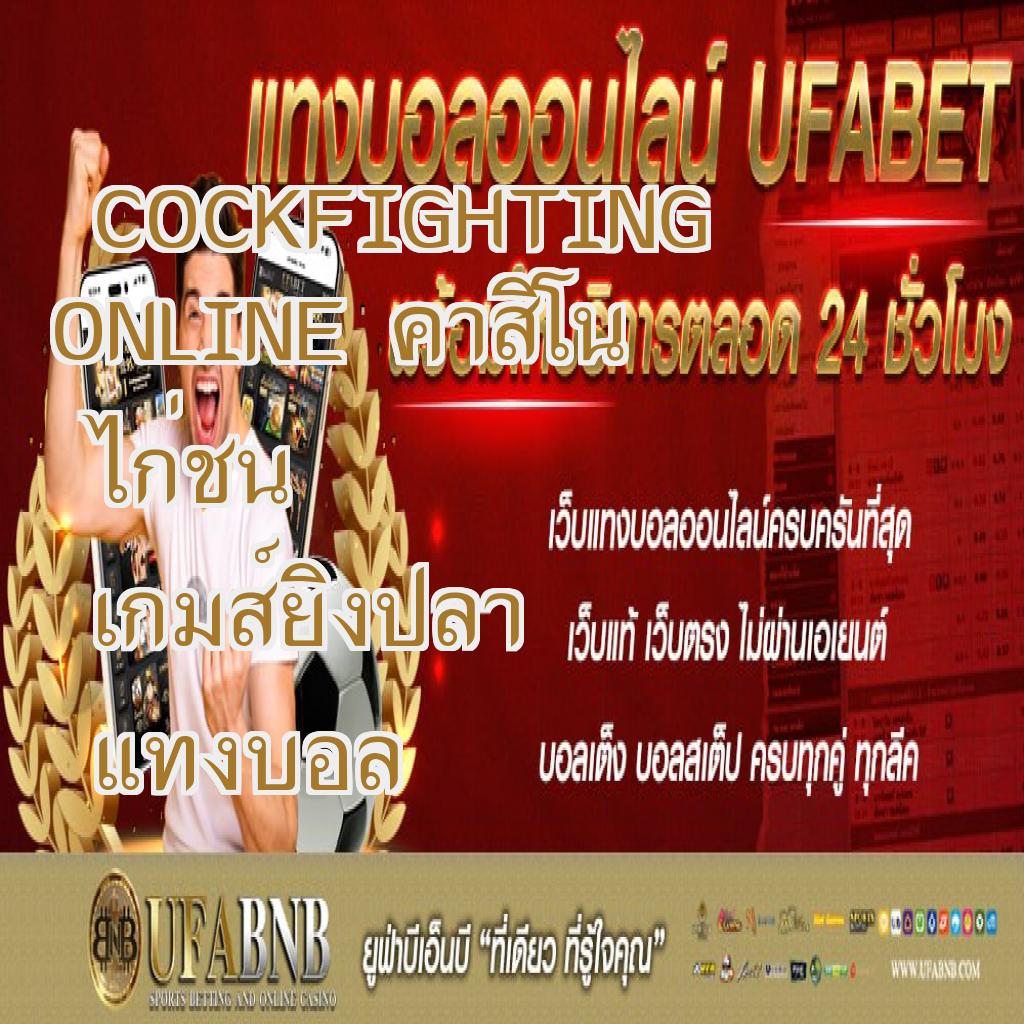 แทงบอลออนไลน์ UFABET
COCKFIGHTING
ONLINE คาสิโน
ตลอด 24 ชั่วโมง
ไก่ชน
เว็บแทงบอลออนไลน์ครบครันที่สุด
เกมส์ยิงปลา
เว็บแท้ เว็บตรง ไม่ผ่านเอเยนต์
แทงบอล
บอลเต็ง บอลสเต็ป ครบทุกคู่ ทุกลีค
UFABNB
SPORTS BETTING AND ONLINE CASINO
ยูฟ่าบีเอ็นบี “ที่เดียว ที่รู้ใจคุณ”
WWW.UFABNB.COM